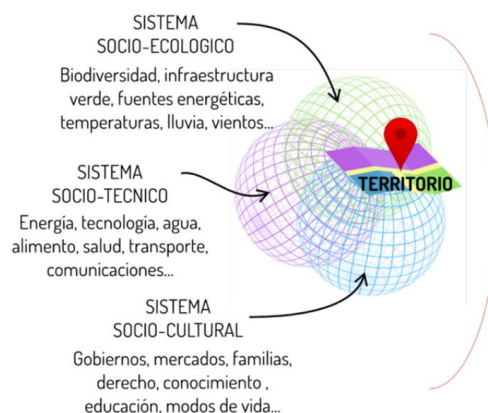 SISTEMA
SOCIO-ECOLOGICO
Biodiversidad, infraestructura
verde, fuentes energéticas,
temperaturas, lluvia, vientos...
TERRITORIO
SISTEMA
SOCIO-TECNICO
Energía, tecnología, agua,
alimento, salud, transporte,
comunicaciones...
SISTEMA
SOCIO-CULTURAL
Gobiernos, mercados, familias,
derecho, conocimiento ,
educación, modos de vida...